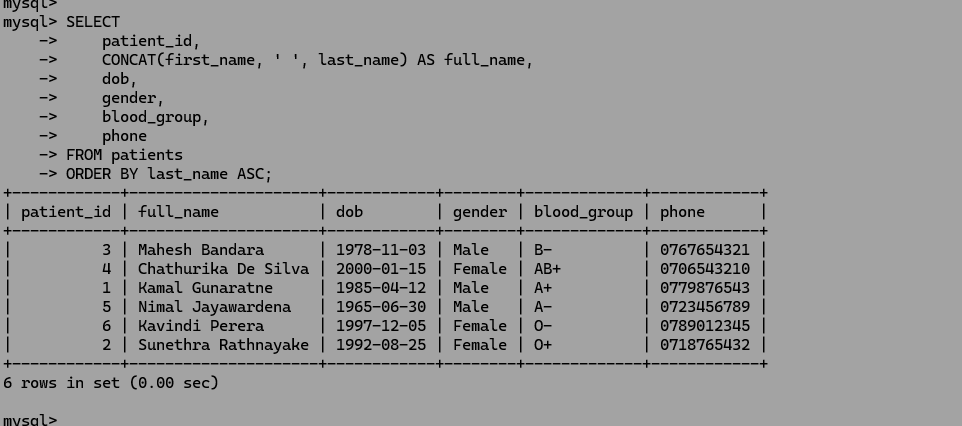 mysql>
mysql> SELECT
    ->     patient_id,
    ->     CONCAT(first_name, ' ', last_name) AS full_name,
    ->     dob,
    ->     gender,
    ->     blood_group,
    ->     phone
    -> FROM patients
    -> ORDER BY last_name ASC;
+------------+---------------------+------------+--------+-------------+------------+
| patient_id | full_name           | dob        | gender | blood_group | phone      |
+------------+---------------------+------------+--------+-------------+------------+
|          3 | Mahesh Bandara      | 1978-11-03 | Male   | B-          | 0767654321 |
|          4 | Chathurika De Silva | 2000-01-15 | Female | AB+         | 0706543210 |
|          1 | Kamal Gunaratne     | 1985-04-12 | Male   | A+          | 0779876543 |
|          5 | Nimal Jayawardena   | 1965-06-30 | Male   | A-          | 0723456789 |
|          6 | Kavindi Perera      | 1997-12-05 | Female | O-          | 0789012345 |
|          2 | Sunethra Rathnayake | 1992-08-25 | Female | O+          | 0718765432 |
+------------+---------------------+------------+--------+-------------+------------+
6 rows in set (0.00 sec)
mysql>